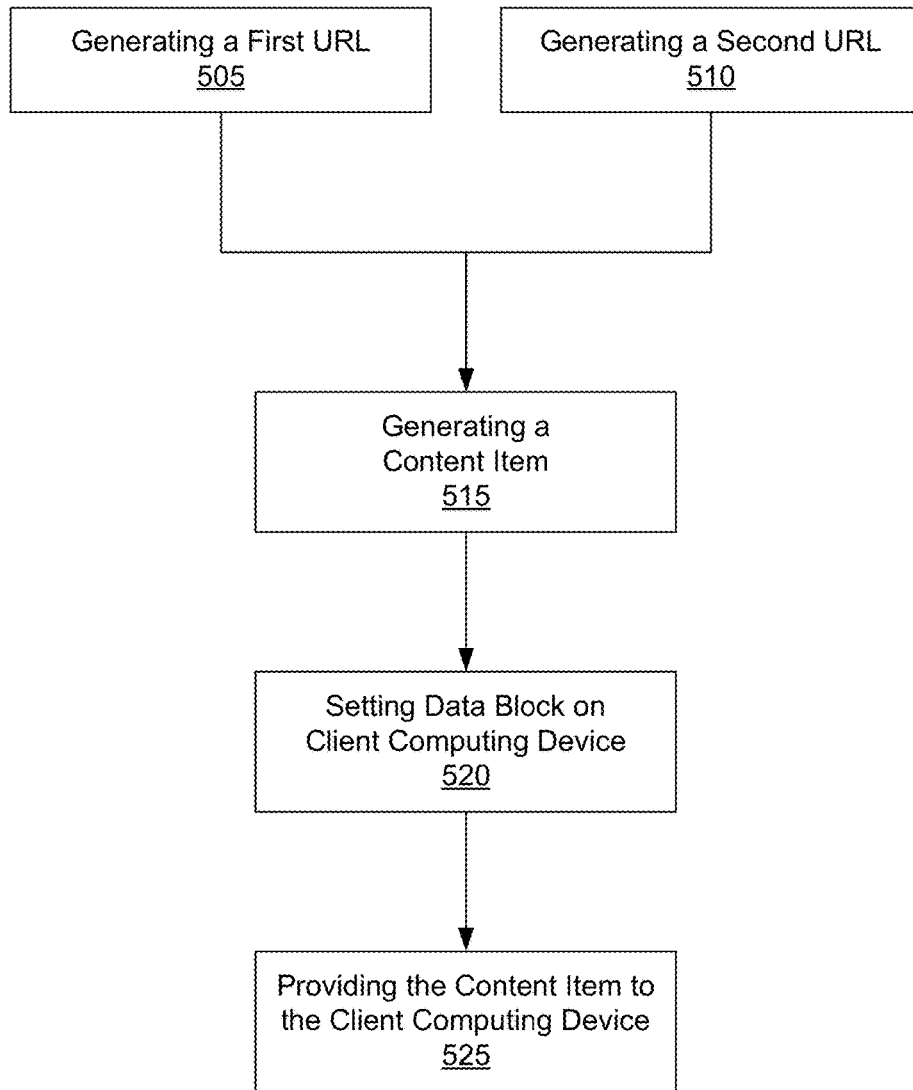 Generating a First URL
505
Generating a Second URL
510
Generating a
Content Item
515
Setting Data Block on
Client Computing Device
520
Providing the Content Item to
the Client Computing Device
525